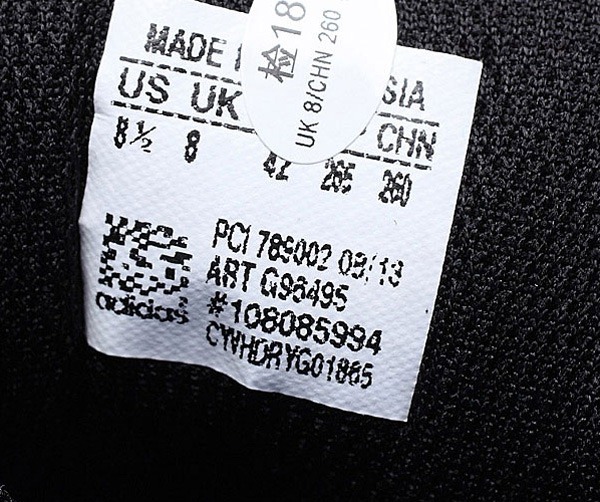 检18
UK 8/CHN 260
MADE I
SIA
US UK CHN
8½ 8 42 265 260
PCI 789002 09/13
ART G96495
#108085994
CYWHDRYG01865
adidas